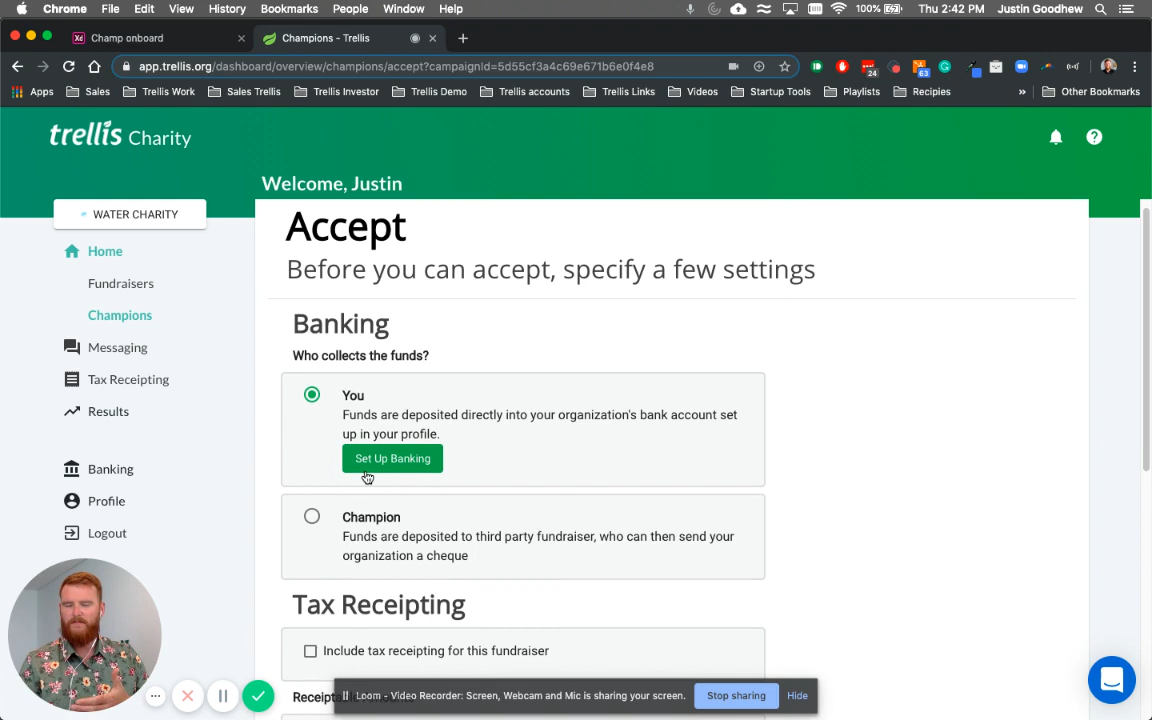 Chrome File Edit View History Bookmarks People Window Help 100% Thu 2:42 PM Justin Goodhew
Xd Champ onboard Champions - Trellis
app.trellis.org/dashboard/overview/champions/accept?campaignId=5d55cf3a4c69e671b6e0f4e8 24 63
Apps Sales Trellis Work Sales Trellis Trellis Investor Trellis Demo Trellis accounts Trellis Links Videos Startup Tools Playlists Recipies » Other Bookmarks
trellis Charity
Welcome, Justin
WATER CHARITY
Home
Fundraisers
Champions
Messaging
Tax Receipting
Results
Banking
Profile
Logout
Accept
Before you can accept, specify a few settings
Banking
Who collects the funds?
You
Funds are deposited directly into your organization's bank account set
up in your profile.
Set Up Banking
Champion
Funds are deposited to third party fundraiser, who can then send your
organization a cheque
Tax Receipting
Include tax receipting for this fundraiser
Loom - Video Recorder: Screen, Webcam and Mic is sharing your screen. Stop sharing Hide